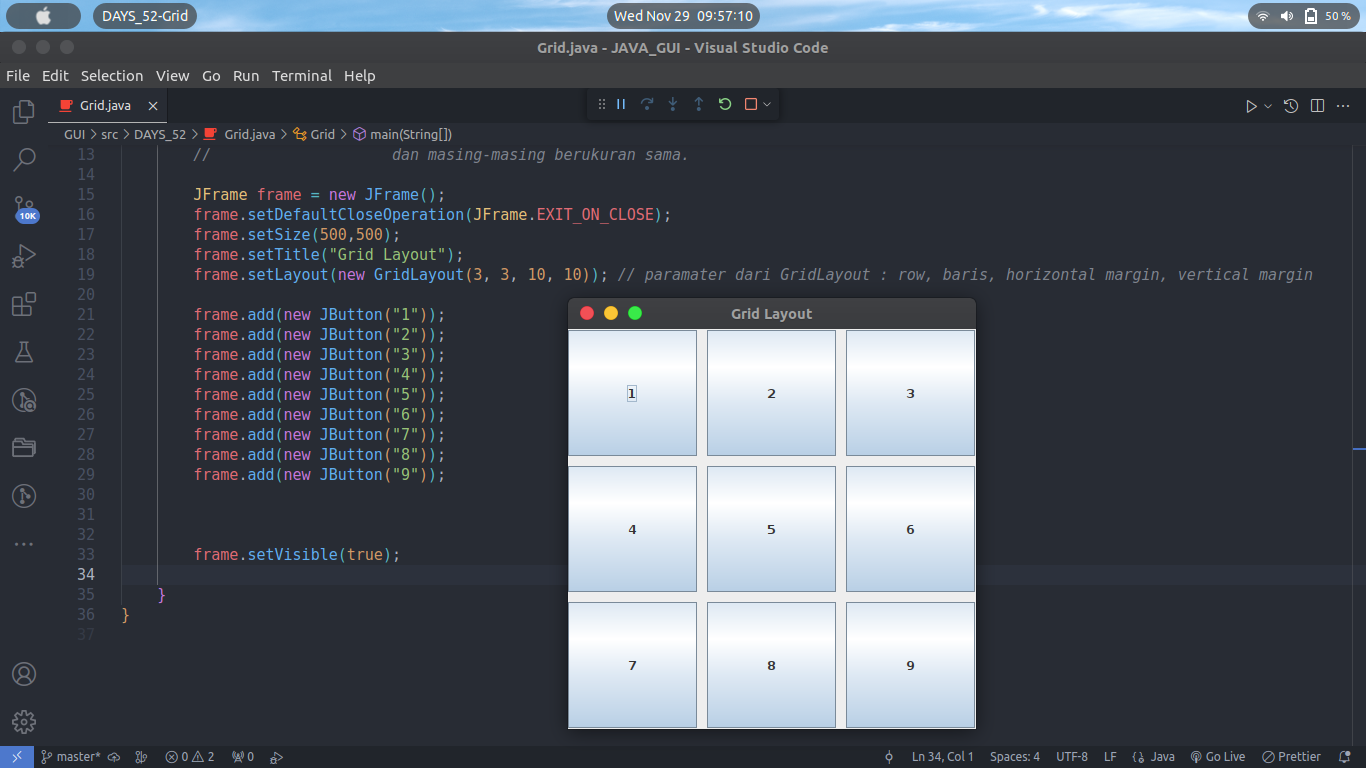 DAYS_52-Grid
Wed Nov 29 09:57:10
50 %
Grid.java - JAVA_GUI - Visual Studio Code
File Edit Selection View Go Run Terminal Help
Grid.java
GUI > src > DAYS_52 > Grid.java > Grid > main(String[])
13 // dan masing-masing berukuran sama.
14
15 JFrame frame = new JFrame();
16 frame.setDefaultCloseOperation(JFrame.EXIT_ON_CLOSE);
17 frame.setSize(500,500);
18 frame.setTitle("Grid Layout");
19 frame.setLayout(new GridLayout(3, 3, 10, 10)); // paramater dari GridLayout : row, baris, horizontal margin, vertical margin
20
21 frame.add(new JButton("1"));
22 frame.add(new JButton("2"));
23 frame.add(new JButton("3"));
24 frame.add(new JButton("4"));
25 frame.add(new JButton("5"));
26 frame.add(new JButton("6"));
27 frame.add(new JButton("7"));
28 frame.add(new JButton("8"));
29 frame.add(new JButton("9"));
30
31
32
33 frame.setVisible(true);
34
35 }
36 }
37
10K
Grid Layout
1 2 3
4 5 6
7 8 9
master* 0 2 0
Ln 34, Col 1 Spaces: 4 UTF-8 LF {} Java Go Live Prettier